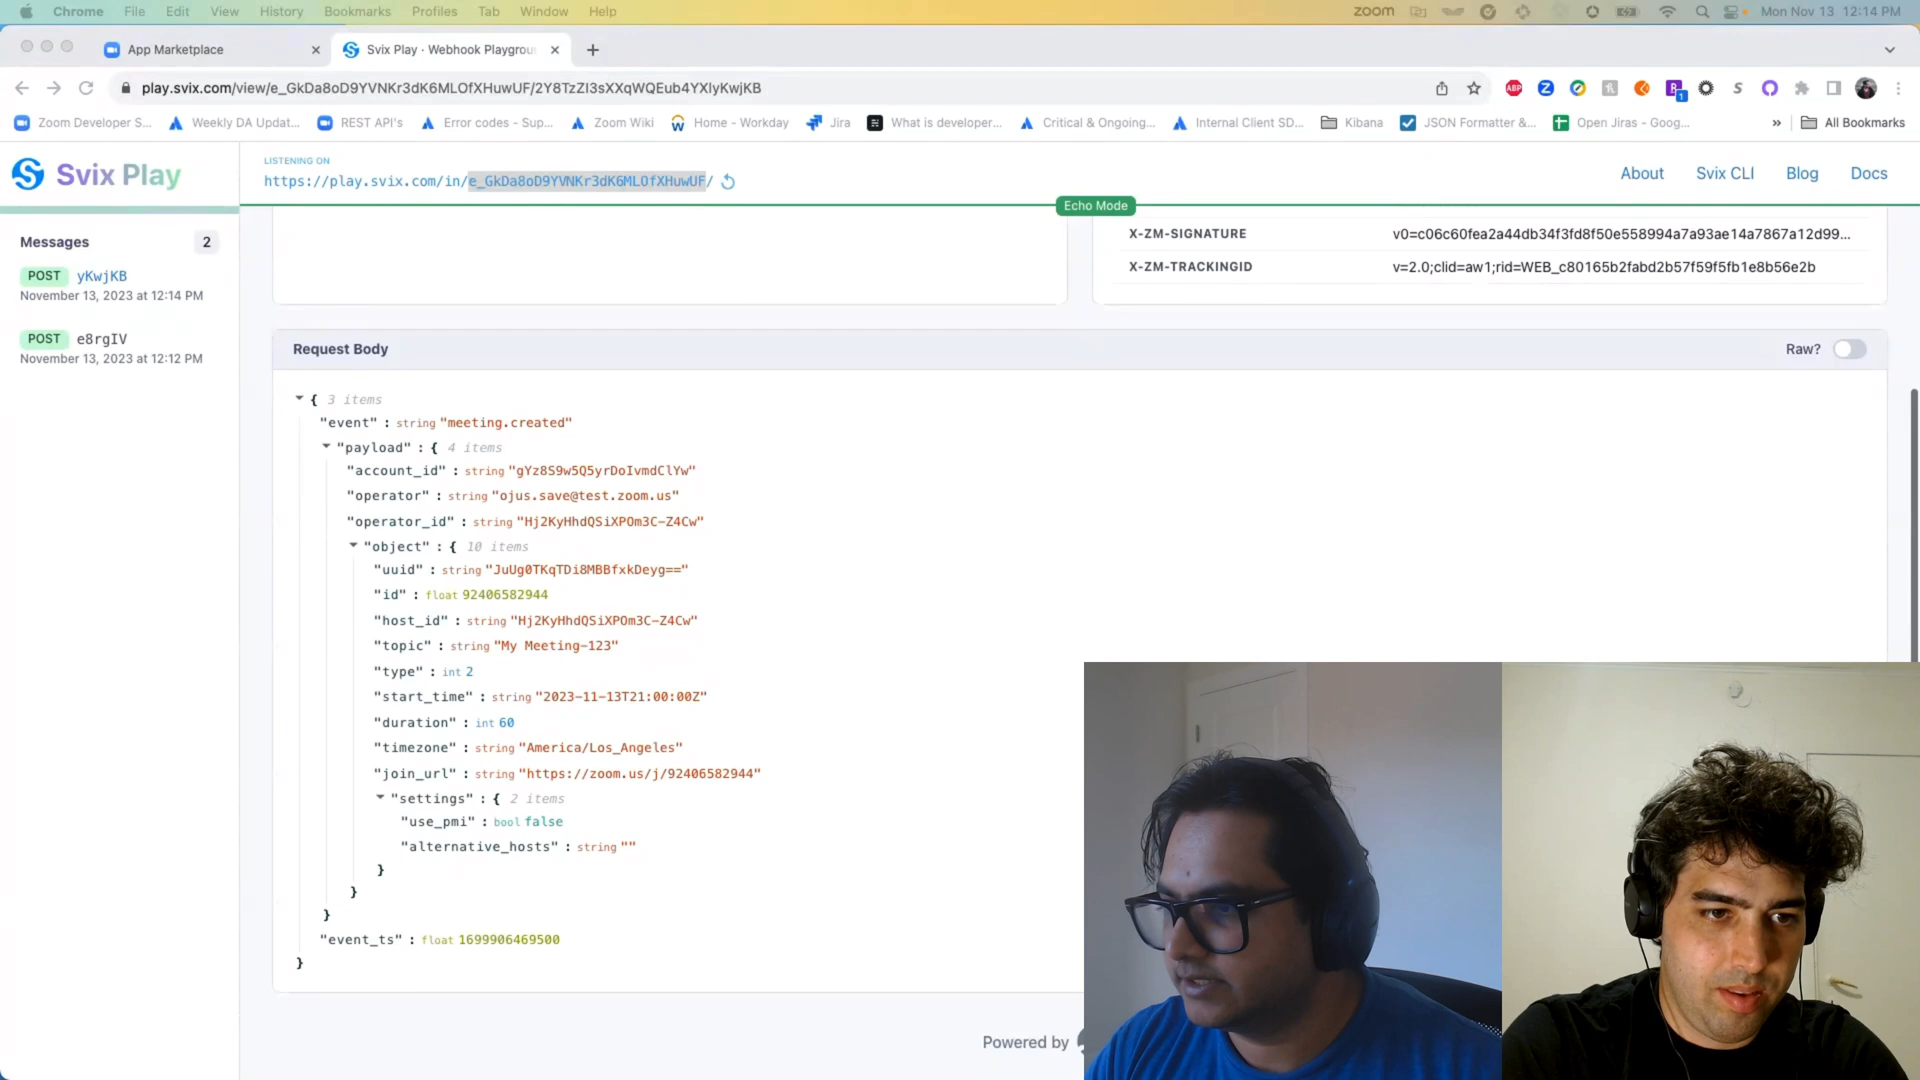 Chrome File Edit View History Bookmarks Profiles Tab Window Help
zoom Mon Nov 13 12:14 PM
App Marketplace
Svix Play · Webhook Playgrou
play.svix.com/view/e_GkDa8oD9YVNKr3dK6MLOfXHuwUF/2Y8TzZI3sXXqWQEub4YXlyKwjKB
ABP
1
Zoom Developer S... Weekly DA Updat... REST API's Error codes - Sup... Zoom Wiki Home - Workday Jira What is developer... Critical & Ongoing... Internal Client SD... Kibana JSON Formatter &... Open Jiras - Goog... » All Bookmarks
Svix Play
LISTENING ON
https://play.svix.com/in/e_GkDa8oD9YVNKr3dK6MLOfXHuwUF/
About Svix CLI Blog Docs
Echo Mode
Messages 2
POST yKwjKB
November 13, 2023 at 12:14 PM
POST e8rgIV
November 13, 2023 at 12:12 PM
X-ZM-SIGNATURE v0=c06c60fea2a44db34f3fd8f50e558994a7a93ae14a7867a12d99...
X-ZM-TRACKINGID v=2.0;clid=aw1;rid=WEB_c80165b2fabd2b57f59f5fb1e8b56e2b
Request Body
Raw?
{ 3 items
"event" : string "meeting.created"
"payload" : { 4 items
"account_id" : string "gYz8S9w5Q5yrDoIvmdClYw"
"operator" : string "ojus.save@test.zoom.us"
"operator_id" : string "Hj2KyHhdQSiXPOm3C-Z4Cw"
"object" : { 10 items
"uuid" : string "JuUg0TKqTDi8MBBfxkDeyg=="
"id" : float 92406582944
"host_id" : string "Hj2KyHhdQSiXPOm3C-Z4Cw"
"topic" : string "My Meeting-123"
"type" : int 2
"start_time" : string "2023-11-13T21:00:00Z"
"duration" : int 60
"timezone" : string "America/Los_Angeles"
"join_url" : string "https://zoom.us/j/92406582944"
"settings" : { 2 items
"use_pmi" : bool false
"alternative_hosts" : string ""
}
}
}
"event_ts" : float 1699906469500
}
Powered by